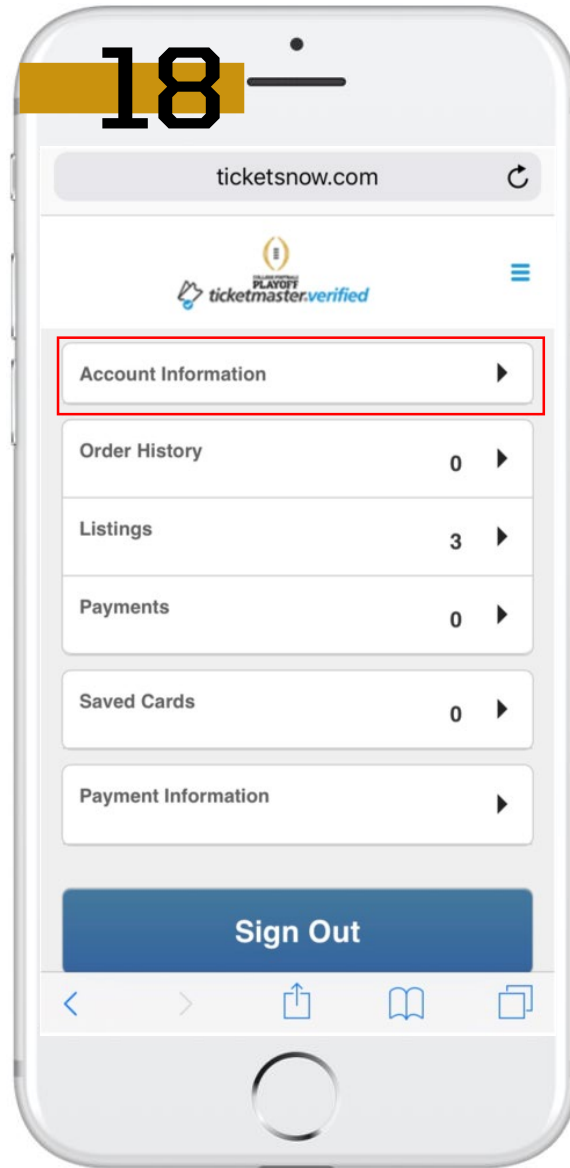 18
ticketsnow.com
COLLEGE FOOTBALL
PLAYOFF
ticketmaster.verified
Account Information
Order History 0
Listings 3
Payments 0
Saved Cards 0
Payment Information
Sign Out